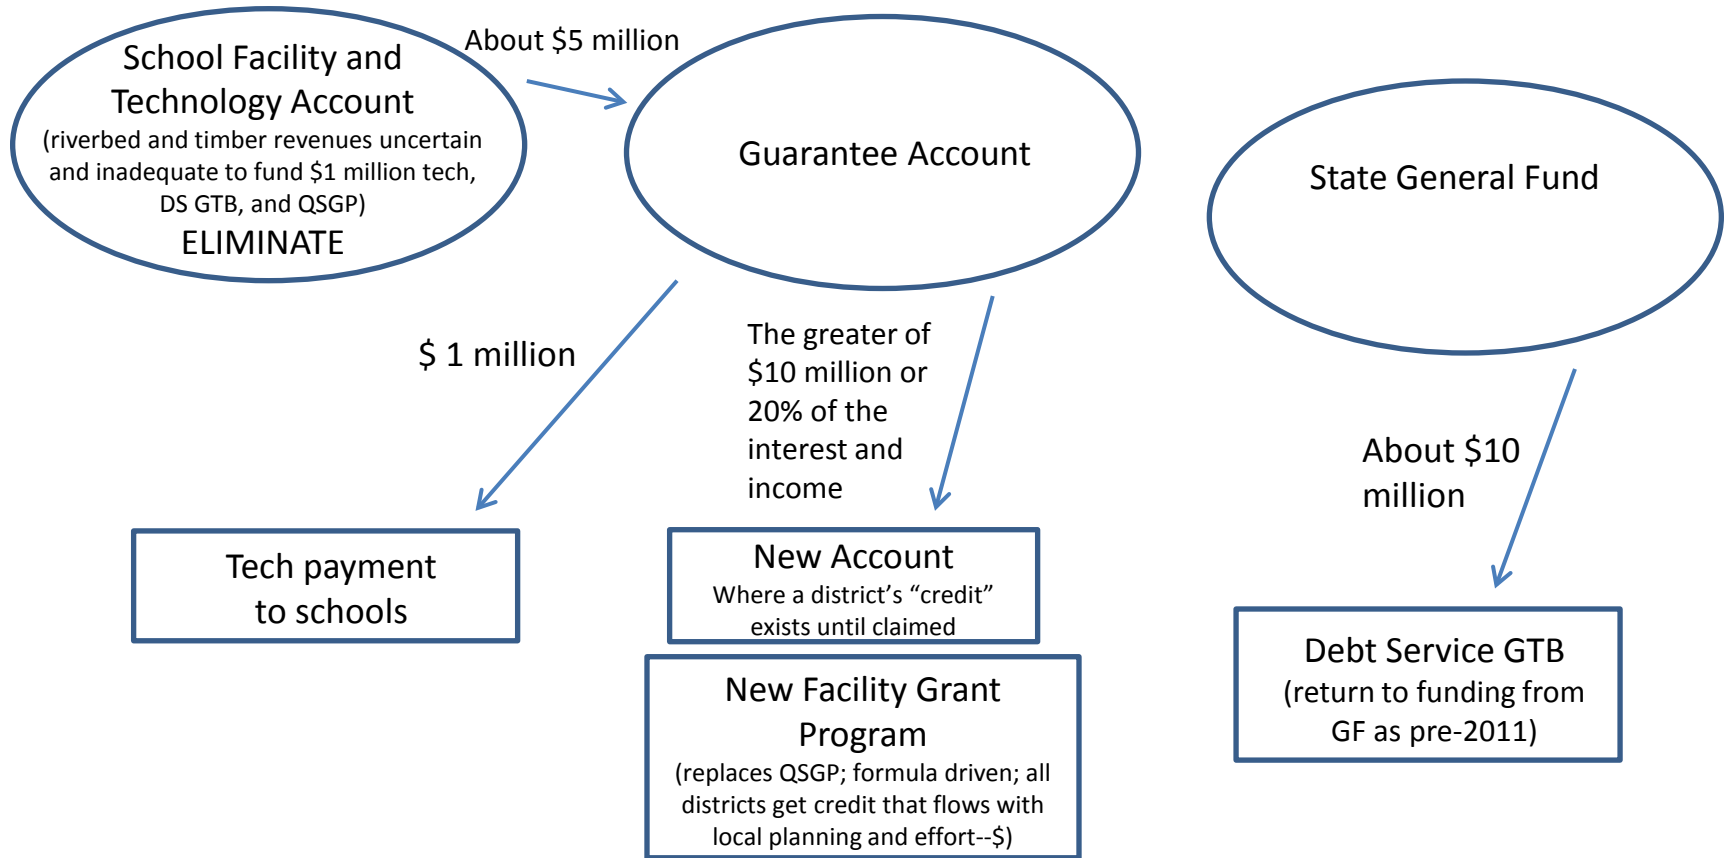 School Facility and
Technology Account
(riverbed and timber revenues uncertain
and inadequate to fund $1 million tech,
DS GTB, and QSGP)
ELIMINATE
About $5 million
Guarantee Account
State General Fund
$ 1 million
The greater of
$10 million or
20% of the
interest and
income
About $10
million
Tech payment
to schools
New Account
Where a district’s “credit”
exists until claimed
New Facility Grant
Program
(replaces QSGP; formula driven; all
districts get credit that flows with
local planning and effort--$)
Debt Service GTB
(return to funding from
GF as pre-2011)